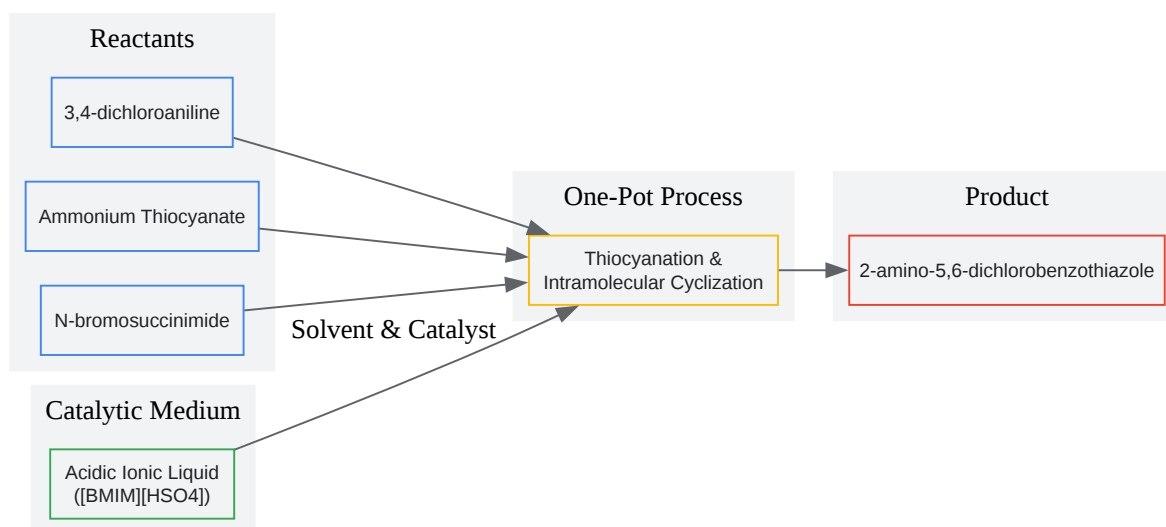 Reactants
3,4-dichloroaniline
Ammonium Thiocyanate
N-bromosuccinimide
Solvent & Catalyst
Catalytic Medium
Acidic Ionic Liquid
([BMIM][HSO4])
One-Pot Process
Thiocyanation &
Intramolecular Cyclization
Product
2-amino-5,6-dichlorobenzothiazole